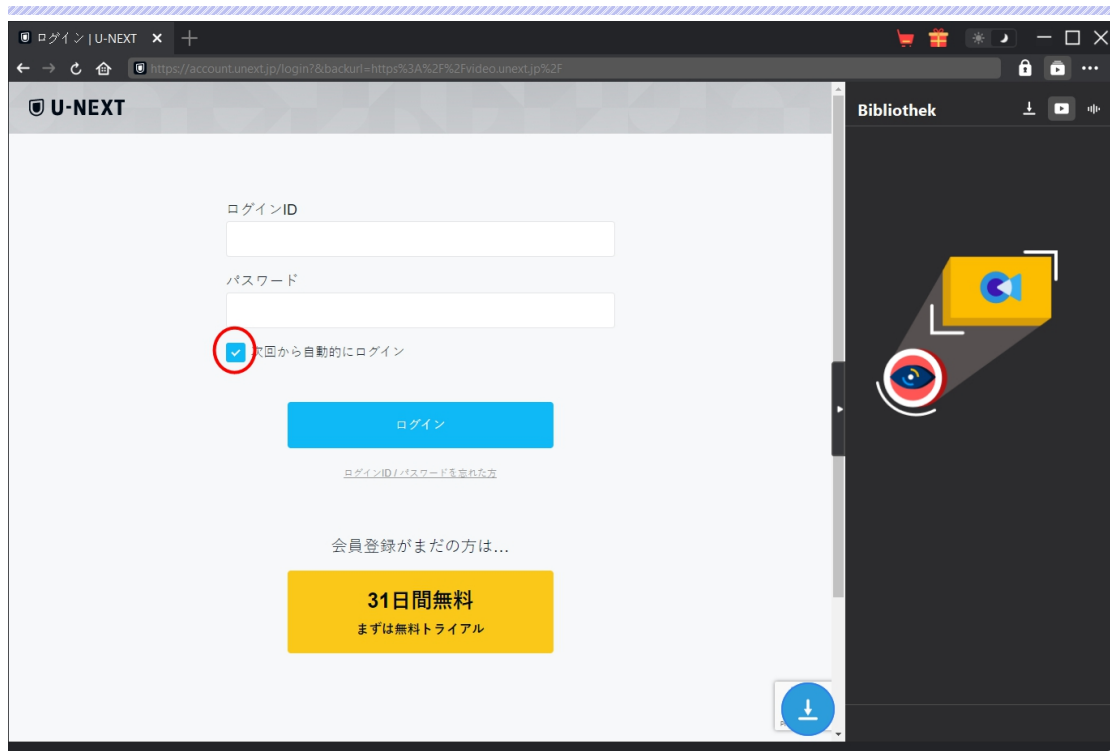 ログイン | U-NEXT
https://account.unext.jp/login?&backurl=https%3A%2F%2Fvideo.unext.jp%2F
U-NEXT
Bibliothek
ログインID
パスワード
次回から自動的にログイン
ログイン
ログインID / パスワードを忘れた方
会員登録がまだの方は...
31日間無料
まずは無料トライアル